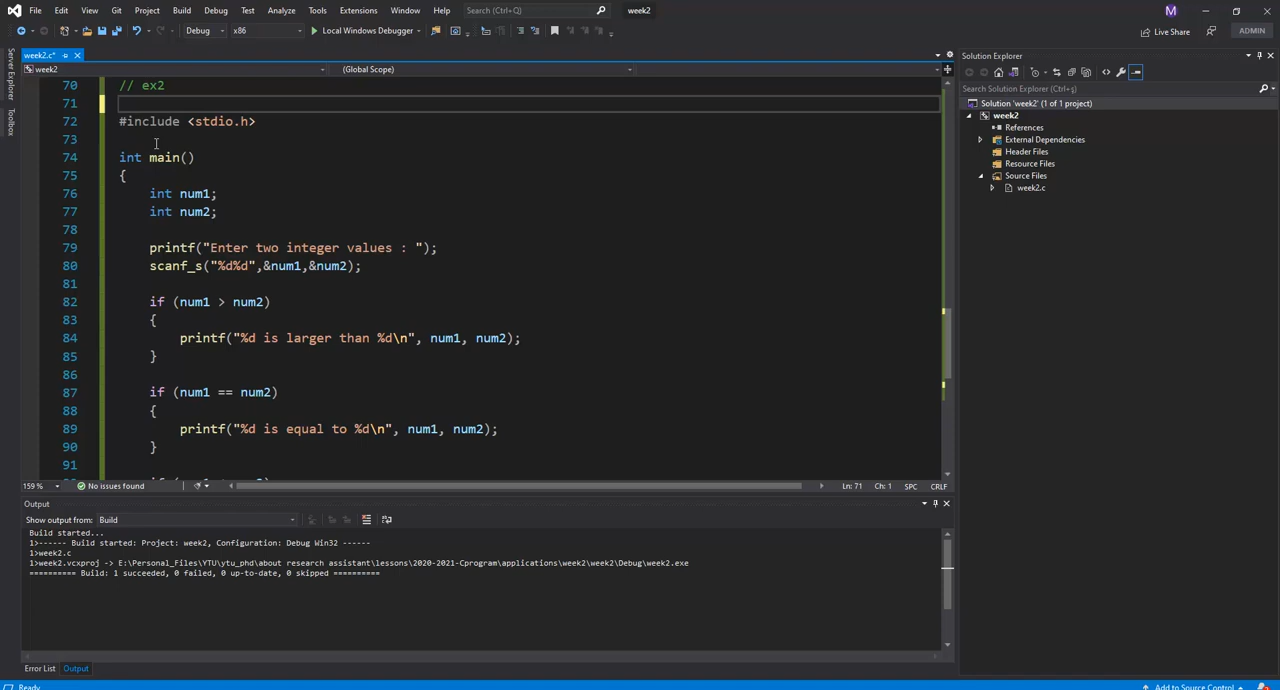 File Edit View Git Project Build Debug Test Analyze Tools Extensions Window Help Search (Ctrl+Q) week2 M
Debug x86 Local Windows Debugger Live Share ADMIN
Server Explorer
Toolbox
week2.c*
week2 (Global Scope)
70 // ex2
71
72 #include <stdio.h>
73
74 int main()
75 {
76 int num1;
77 int num2;
78
79 printf("Enter two integer values : ");
80 scanf_s("%d%d",&num1,&num2);
81
82 if (num1 > num2)
83 {
84 printf("%d is larger than %d\n", num1, num2);
85 }
86
87 if (num1 == num2)
88 {
89 printf("%d is equal to %d\n", num1, num2);
90 }
91
159 % No issues found Ln: 71 Ch: 1 SPC CRLF
Output
Show output from: Build
Build started...
1>------ Build started: Project: week2, Configuration: Debug Win32 ------
1>week2.c
1>week2.vcxproj -> E:\Personal_Files\YTU\ytu_phd\about research assistant\lessons\2020-2021-Cprogram\applications\week2\week2\Debug\week2.exe
========== Build: 1 succeeded, 0 failed, 0 up-to-date, 0 skipped ==========
Error List Output
Ready Add to Source Control
Solution Explorer
Search Solution Explorer (Ctrl+ş)
Solution 'week2' (1 of 1 project)
week2
References
External Dependencies
Header Files
Resource Files
Source Files
week2.c